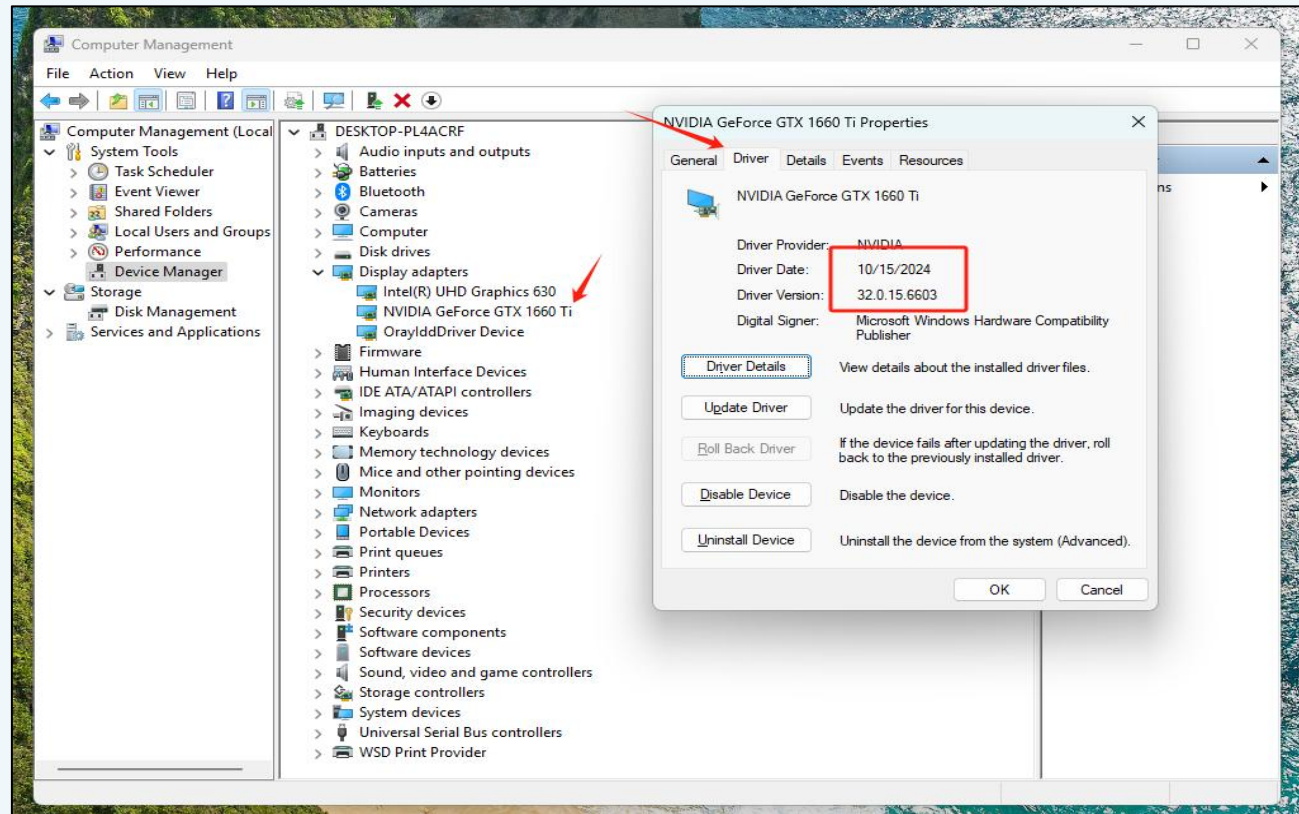 Computer Management
File Action View Help
Computer Management (Local
System Tools
Task Scheduler
Event Viewer
Shared Folders
Local Users and Groups
Performance
Device Manager
Storage
Disk Management
Services and Applications
DESKTOP-PL4ACRF
Audio inputs and outputs
Batteries
Bluetooth
Cameras
Computer
Disk drives
Display adapters
Intel(R) UHD Graphics 630
NVIDIA GeForce GTX 1660 Ti
OrayIddDriver Device
Firmware
Human Interface Devices
IDE ATA/ATAPI controllers
Imaging devices
Keyboards
Memory technology devices
Mice and other pointing devices
Monitors
Network adapters
Portable Devices
Print queues
Printers
Processors
Security devices
Software components
Software devices
Sound, video and game controllers
Storage controllers
System devices
Universal Serial Bus controllers
WSD Print Provider
NVIDIA GeForce GTX 1660 Ti Properties
General Driver Details Events Resources
NVIDIA GeForce GTX 1660 Ti
Driver Provider: NVIDIA
Driver Date: 10/15/2024
Driver Version: 32.0.15.6603
Digital Signer: Microsoft Windows Hardware Compatibility
Publisher
Driver Details View details about the installed driver files.
Update Driver Update the driver for this device.
Roll Back Driver If the device fails after updating the driver, roll
back to the previously installed driver.
Disable Device Disable the device.
Uninstall Device Uninstall the device from the system (Advanced).
OK Cancel
ns